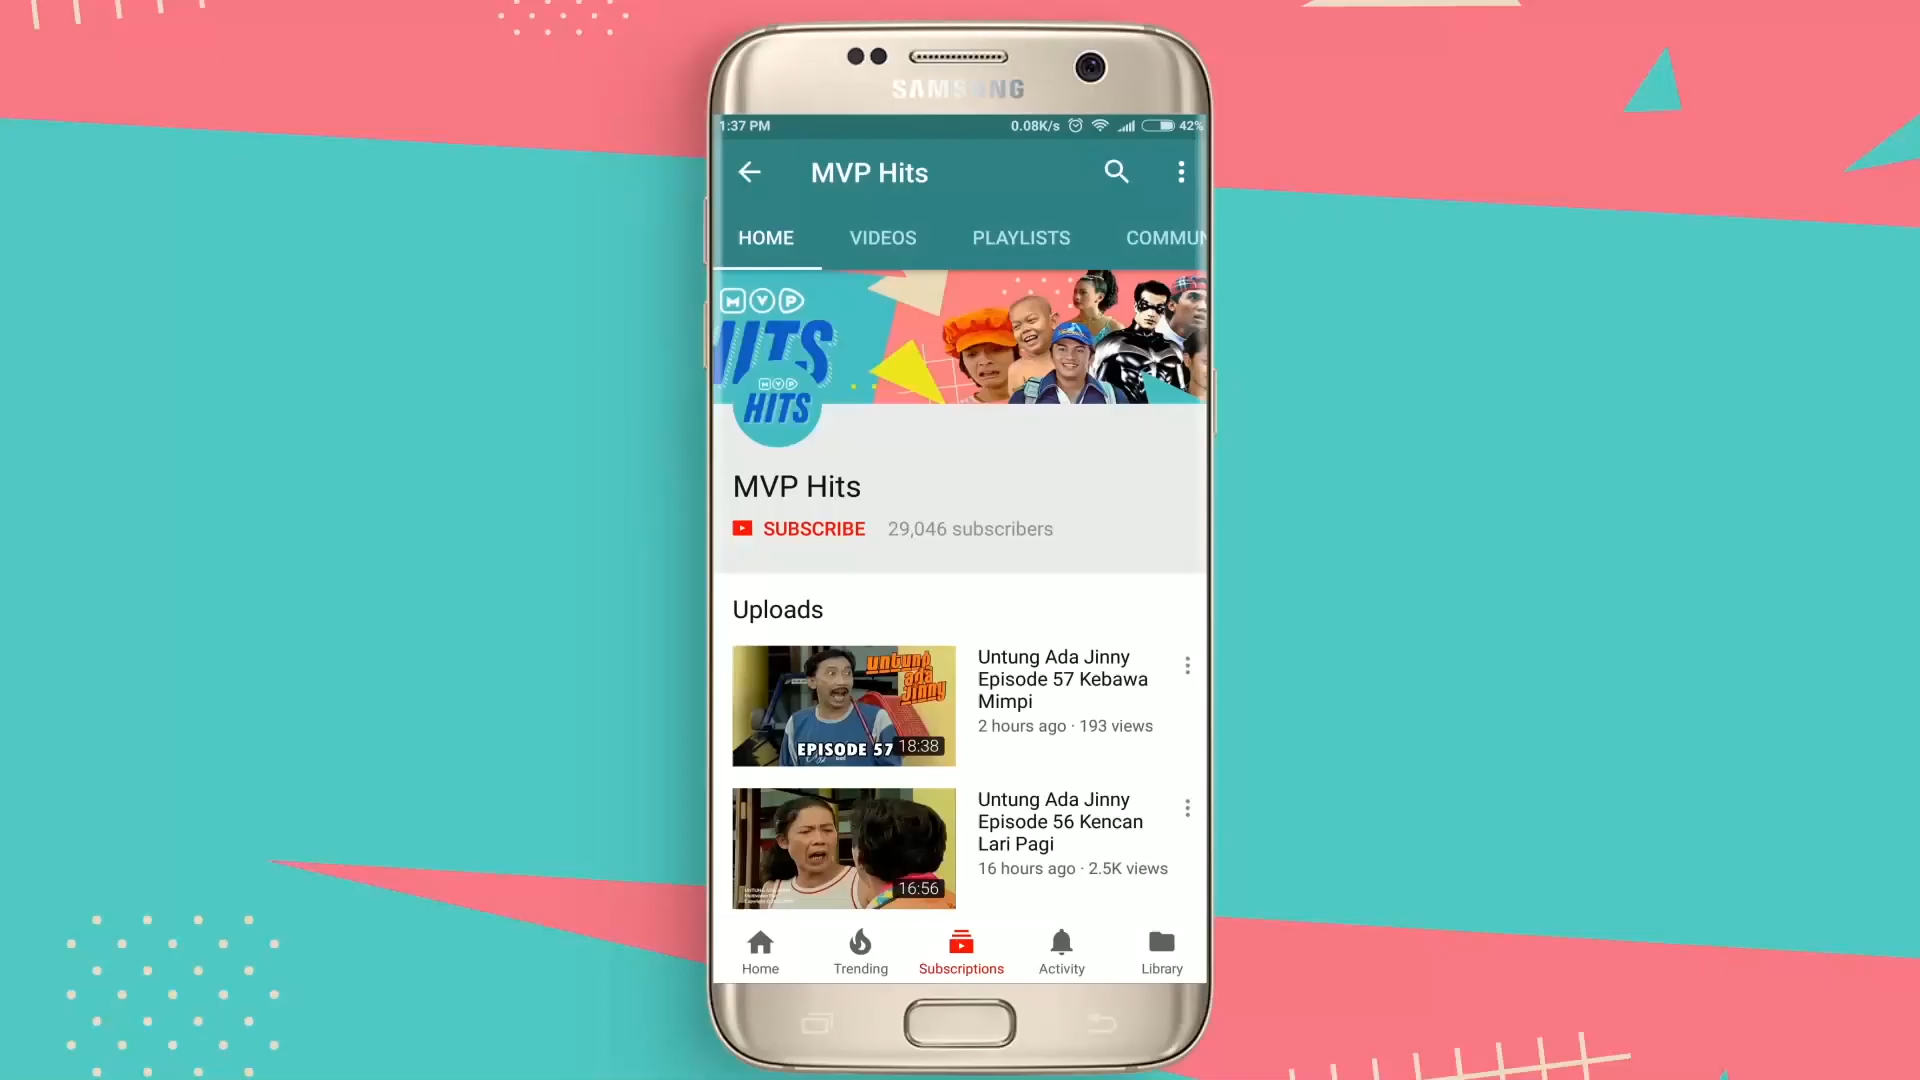 SAMSUNG
1:37 PM 0.08K/s 42%
MVP Hits
HOME VIDEOS PLAYLISTS COMMUN
MVP
HITS
MVP
HITS
MVP Hits
SUBSCRIBE 29,046 subscribers
Uploads
untung
ada
jinny
EPISODE 57 18:38
Untung Ada Jinny
Episode 57 Kebawa
Mimpi
2 hours ago · 193 views
16:56
Untung Ada Jinny
Episode 56 Kencan
Lari Pagi
16 hours ago · 2.5K views
Home Trending Subscriptions Activity Library